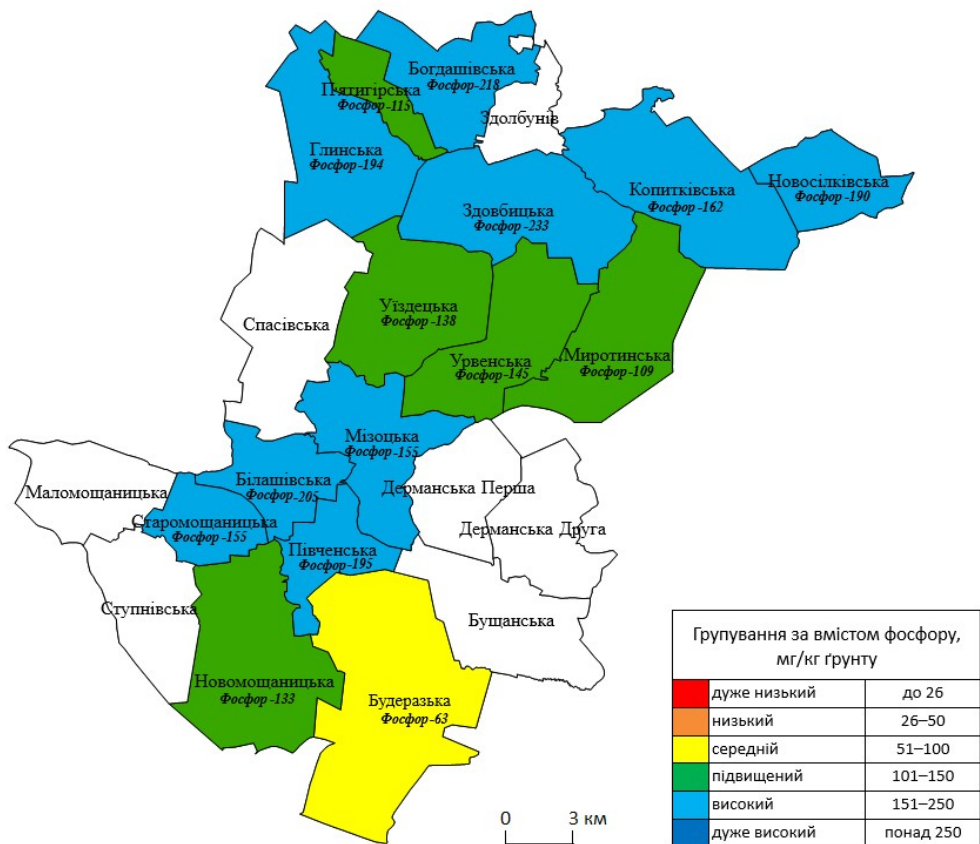 Богдашівська
Фосфор-218
П'ятигірська
Фосфор-115
Здолбунів
Глинська
Фосфор-194
Копитківська
Фосфор-162
Новосілківська
Фосфор-190
Здовбицька
Фосфор-233
Уїздецька
Фосфор-138
Спасівська
Урвенська
Фосфор-145
Миротинська
Фосфор-109
Мізоцька
Фосфор-155
Білашівська
Фосфор-205
Дерманська Перша
Маломощаницька
Старомощаницька
Фосфор-155
Дерманська Друга
Півченська
Фосфор-195
Ступнівська
Бущанська
Новомощаницька
Фосфор-133
Будеразька
Фосфор-63
0 3 км
Групування за вмістом фосфору,
мг/кг ґрунту
дуже низький до 26
низький 26–50
середній 51–100
підвищений 101–150
високий 151–250
дуже високий понад 250